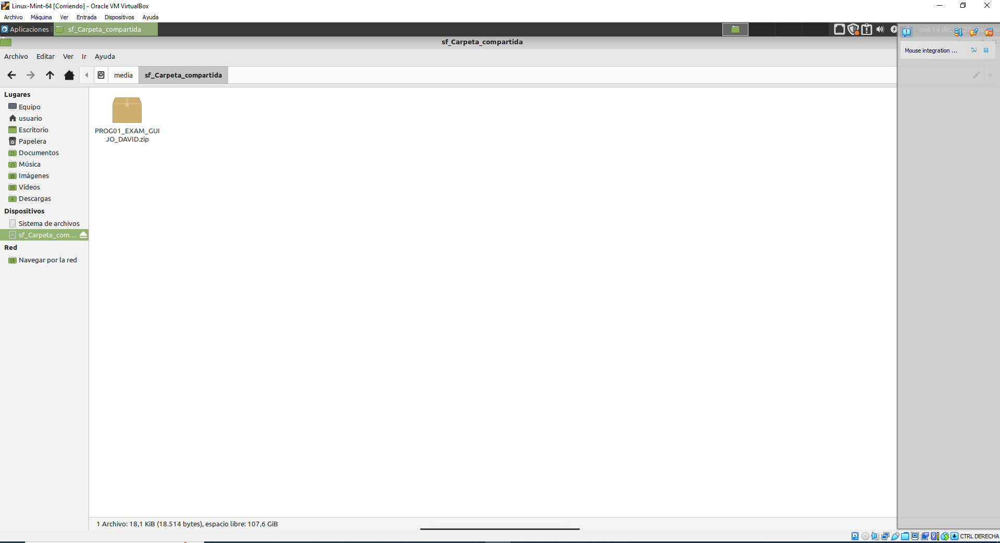 Linux-Mint-64 [Corriendo] - Oracle VM VirtualBox
Archivo Máquina Ver Entrada Dispositivos Ayuda
Aplicaciones sf_Carpeta_compartida mié 14 dic,
sf_Carpeta_compartida
Archivo Editar Ver Ir Ayuda
Mouse integration ...
media sf_Carpeta_compartida
Lugares
Equipo
usuario
Escritorio
Papelera
Documentos
Música
Imágenes
Vídeos
Descargas
Dispositivos
Sistema de archivos
sf_Carpeta_com...
Red
Navegar por la red
PROG01_EXAM_GUI
JO_DAVID.zip
1 Archivo: 18,1 KiB (18.514 bytes), espacio libre: 107,6 GiB
CTRL DERECHA